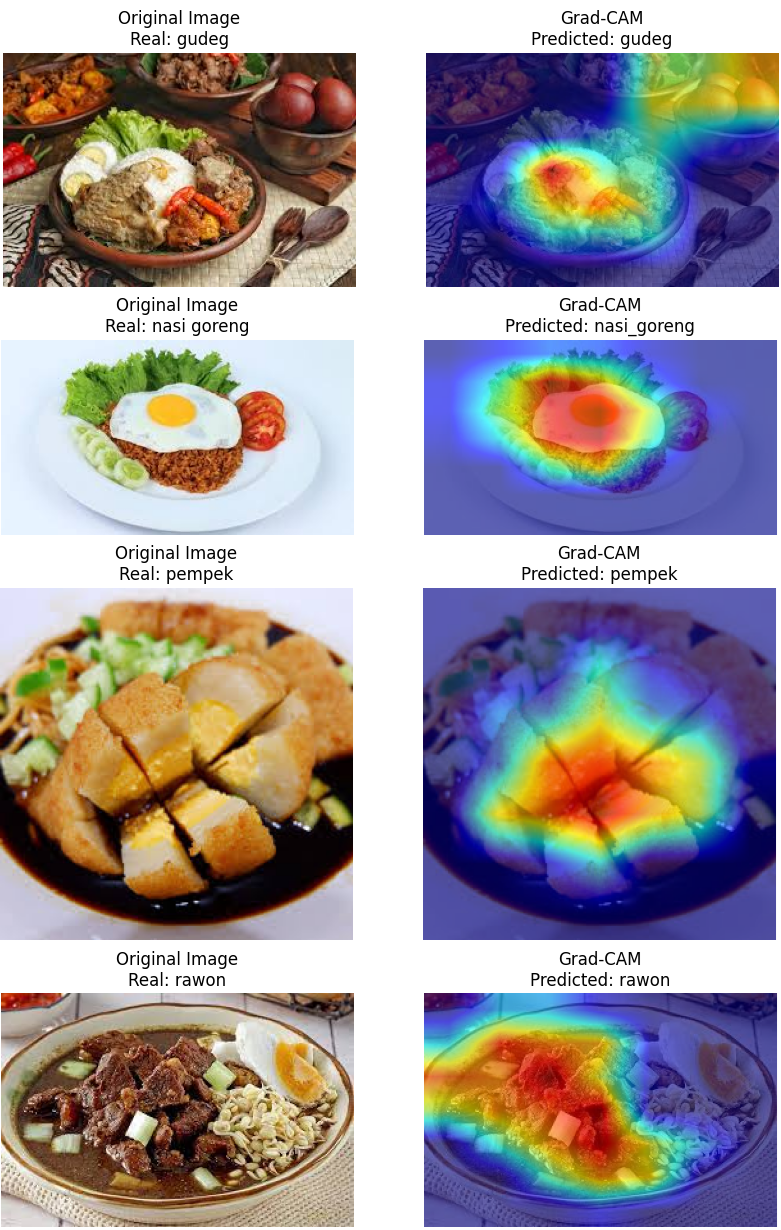 Original Image
Real: gudeg
Grad-CAM
Predicted: gudeg
Original Image
Real: nasi goreng
Grad-CAM
Predicted: nasi_goreng
Original Image
Real: pempek
Grad-CAM
Predicted: pempek
Original Image
Real: rawon
Grad-CAM
Predicted: rawon